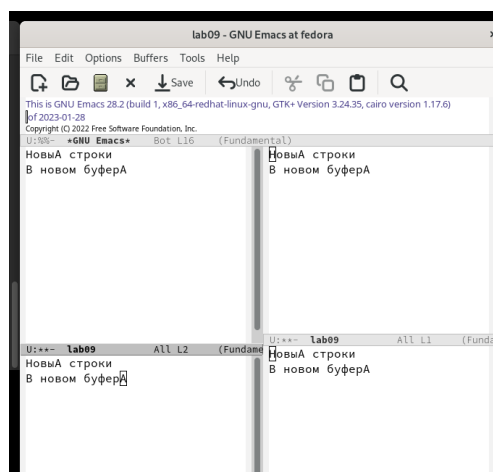 lab09 - GNU Emacs at fedora
File Edit Options Buffers Tools Help
Save Undo
This is GNU Emacs 28.2 (build 1, x86_64-redhat-linux-gnu, GTK+ Version 3.24.35, cairo version 1.17.6)
of 2023-01-28
Copyright (C) 2022 Free Software Foundation, Inc.
U:%%- *GNU Emacs* Bot L16 (Fundamental)
НовыА строки
В новом буферА
U:**- lab09 All L2 (Fundame
НовыА строки
В новом буферА
НовыА строки
В новом буферА
U:**- lab09 All L1 (Funda
НовыА строки
В новом буферА